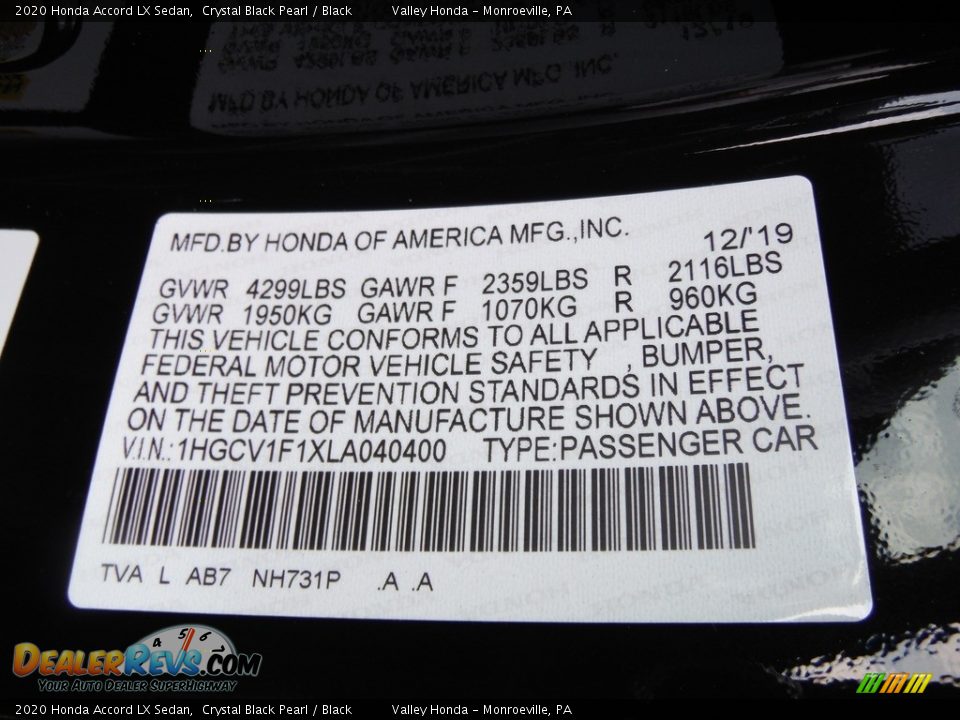 2020 Honda Accord LX Sedan,  Crystal Black Pearl / Black    Valley Honda - Monroeville, PA
MFD.BY HONDA OF AMERICA MFG.,INC.
12/'19
GVWR 4299LBS GAWR F 2359LBS R 2116LBS
GVWR 1950KG GAWR F 1070KG R 960KG
THIS VEHICLE CONFORMS TO ALL APPLICABLE
FEDERAL MOTOR VEHICLE SAFETY , BUMPER,
AND THEFT PREVENTION STANDARDS IN EFFECT
ON THE DATE OF MANUFACTURE SHOWN ABOVE.
V.I.N.:1HGCV1F1XLA040400 TYPE:PASSENGER CAR
TVA L AB7 NH731P .A .A
4 5 6
DEALERREVS.COM
YOUR AUTO DEALER SUPERHIGHWAY
2020 Honda Accord LX Sedan,  Crystal Black Pearl / Black    Valley Honda - Monroeville, PA